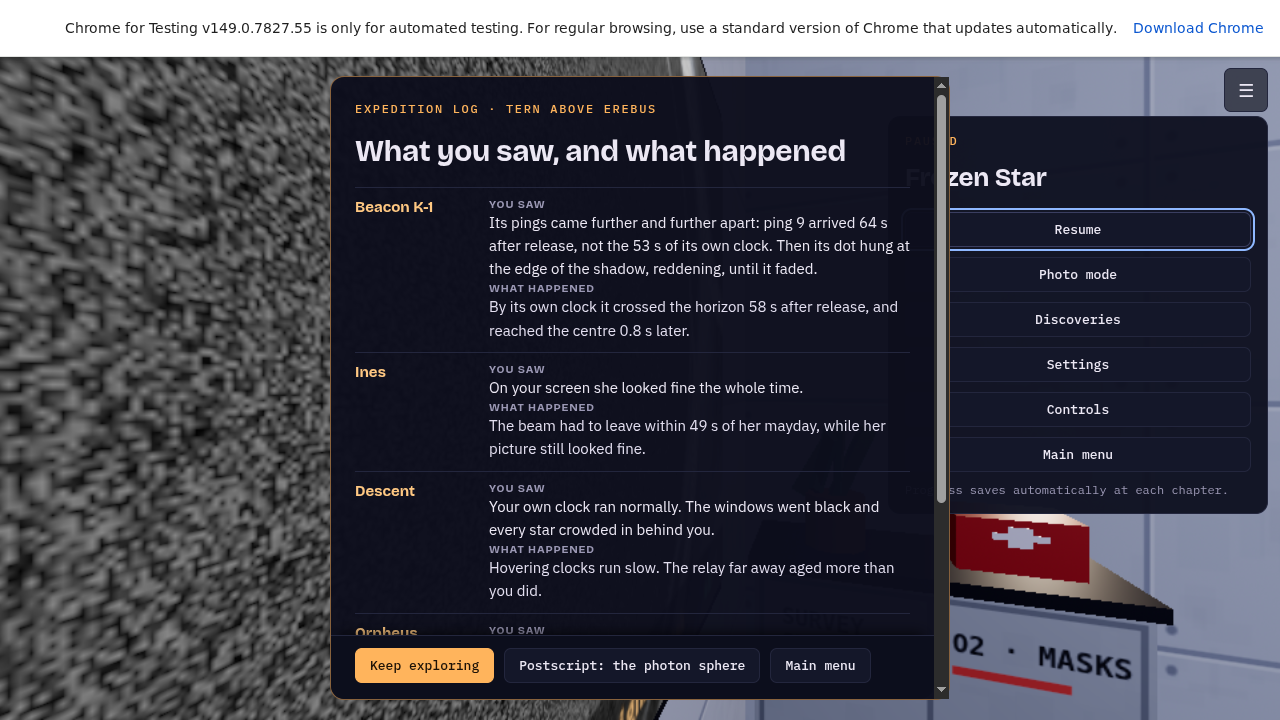 Chrome for Testing v149.0.7827.55 is only for automated testing. For regular browsing, use a standard version of Chrome that updates automatically. Download Chrome
EXPEDITION LOG · TERN ABOVE EREBUS
What you saw, and what happened
Beacon K-1
YOU SAW
Its pings came further and further apart: ping 9 arrived 64 s
after release, not the 53 s of its own clock. Then its dot hung at
the edge of the shadow, reddening, until it faded.
WHAT HAPPENED
By its own clock it crossed the horizon 58 s after release, and
reached the centre 0.8 s later.
Ines
YOU SAW
On your screen she looked fine the whole time.
WHAT HAPPENED
The beam had to leave within 49 s of her mayday, while her
picture still looked fine.
Descent
YOU SAW
Your own clock ran normally. The windows went black and
every star crowded in behind you.
WHAT HAPPENED
Hovering clocks run slow. The relay far away aged more than
you did.
Orpheus
YOU SAW
Keep exploring
Postscript: the photon sphere
Main menu
☰
PAUSED
Frozen Star
Resume
Photo mode
Discoveries
Settings
Controls
Main menu
saves automatically at each chapter.
02 · MASKS